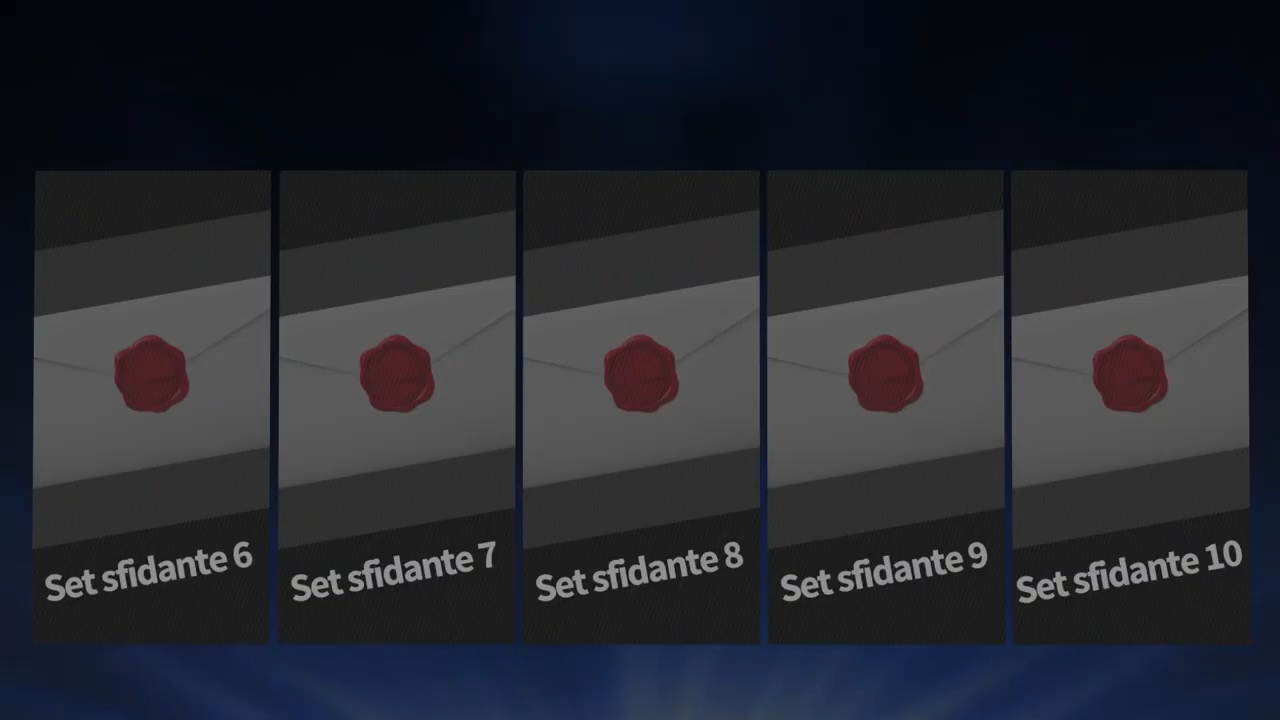 Set sfidante 6
Set sfidante 7
Set sfidante 8
Set sfidante 9
Set sfidante 10